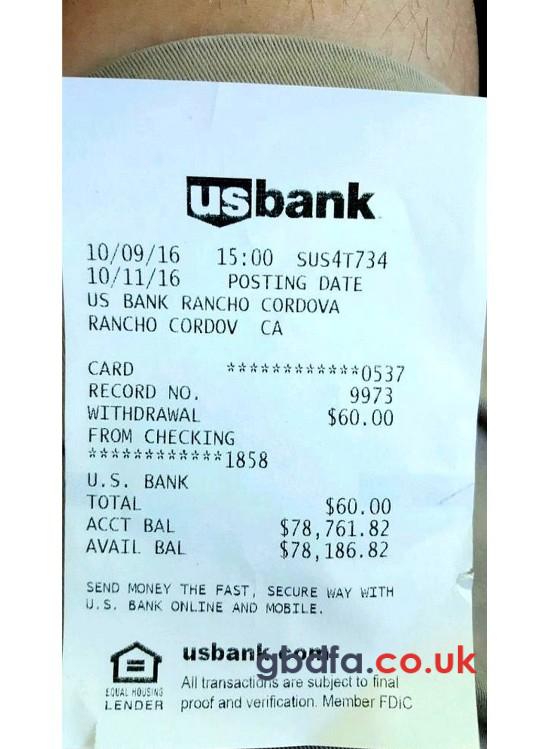 usbank
10/09/16 15:00 SUS4T734
10/11/16 POSTING DATE
US BANK RANCHO CORDOVA
RANCHO CORDOV CA
CARD ************0537
RECORD NO. 9973
WITHDRAWAL $60.00
FROM CHECKING
************1858
U.S. BANK
TOTAL $60.00
ACCT BAL $78,761.82
AVAIL BAL $78,186.82
SEND MONEY THE FAST, SECURE WAY WITH
U.S. BANK ONLINE AND MOBILE.
usbank.com
gbdfa.co.uk
All transactions are subject to final
proof and verification. Member FDIC
EQUAL HOUSING
LENDER